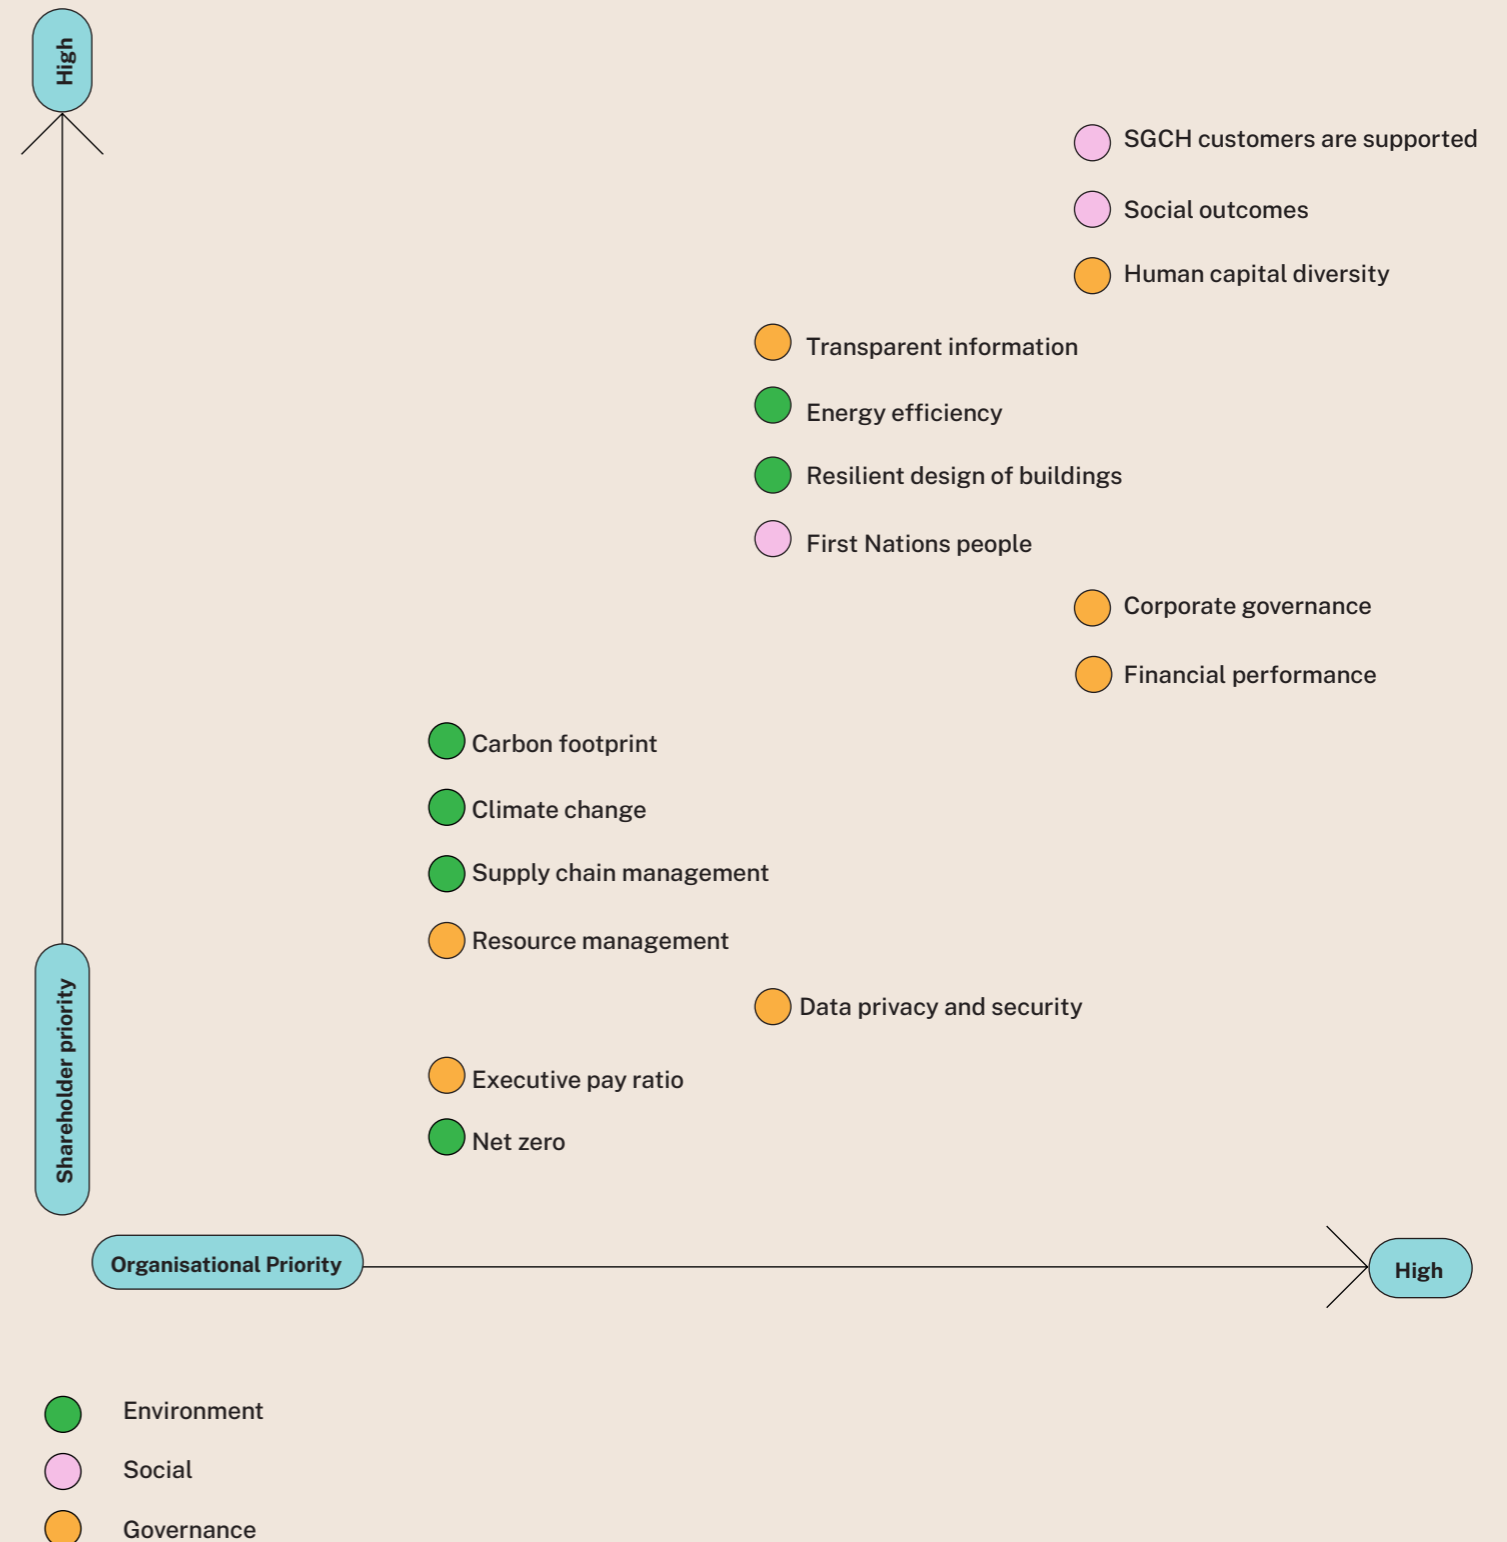 High
SGCH customers are supported
Social outcomes
Human capital diversity
Transparent information
Energy efficiency
Resilient design of buildings
First Nations people
Corporate governance
Financial performance
Carbon footprint
Climate change
Supply chain management
Resource management
Data privacy and security
Executive pay ratio
Net zero
Shareholder priority
Organisational Priority
High
Environment
Social
Governance